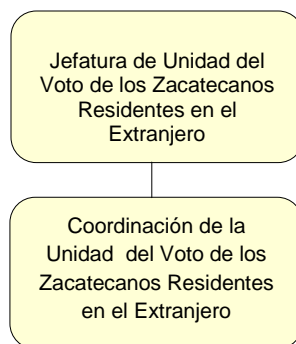 Jefatura de Unidad del
Voto de los Zacatecanos
Residentes en el
Extranjero
Coordinación de la
Unidad del Voto de los
Zacatecanos Residentes
en el Extranjero